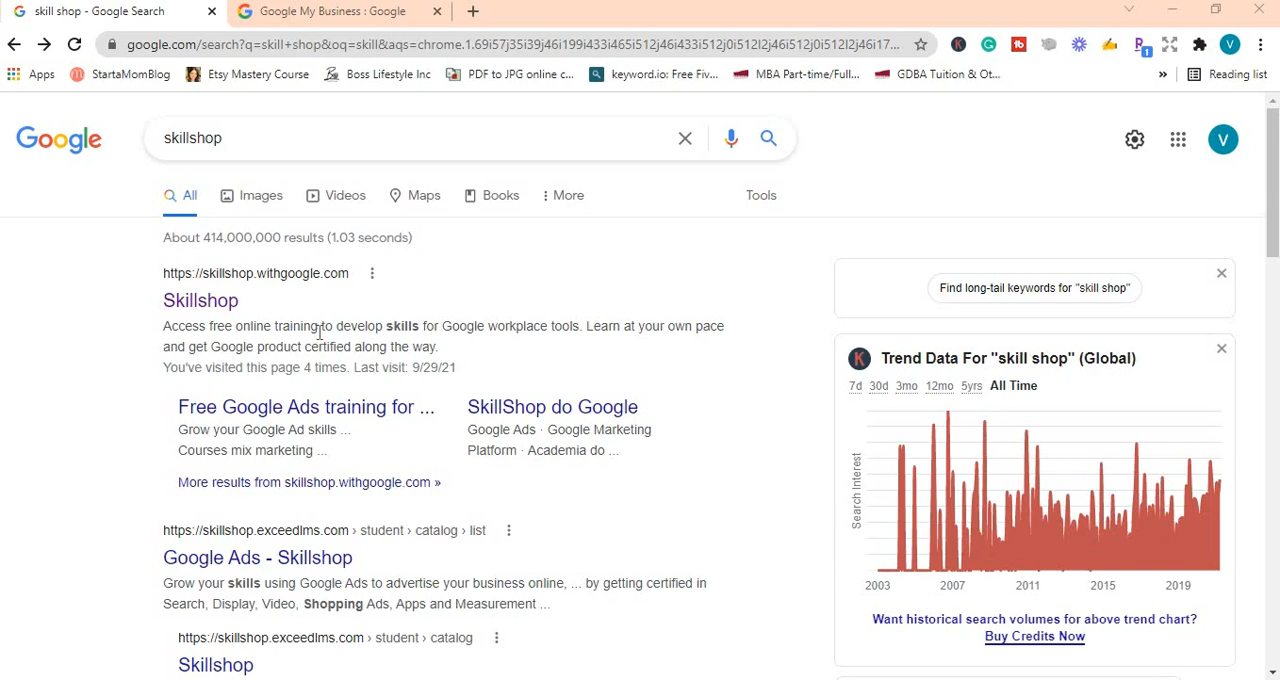 skill shop - Google Search
Google My Business : Google
google.com/search?q=skill+shop&oq=skill&aqs=chrome.1.69i57j35i39j46i199i433i465i512j46i433i512j0i512l2j46i512j0i512l2j46i17...
Apps
StartaMomBlog
Etsy Mastery Course
Boss Lifestyle Inc
PDF to JPG online c...
keyword.io: Free Fiv...
MBA Part-time/Full...
GDBA Tuition & Ot...
»
Reading list
Google
skillshop
V
All
Images
Videos
Maps
Books
More
Tools
About 414,000,000 results (1.03 seconds)
https://skillshop.withgoogle.com
Skillshop
Access free online training to develop skills for Google workplace tools. Learn at your own pace
and get Google product certified along the way.
You've visited this page 4 times. Last visit: 9/29/21
Free Google Ads training for ...
Grow your Google Ad skills ...
Courses mix marketing ...
SkillShop do Google
Google Ads · Google Marketing
Platform · Academia do ...
More results from skillshop.withgoogle.com »
https://skillshop.exceedlms.com › student › catalog › list
Google Ads - Skillshop
Grow your skills using Google Ads to advertise your business online, ... by getting certified in
Search, Display, Video, Shopping Ads, Apps and Measurement ...
https://skillshop.exceedlms.com › student › catalog
Skillshop
Find long-tail keywords for "skill shop"
K
Trend Data For "skill shop" (Global)
7d 30d 3mo 12mo 5yrs All Time
Search Interest
2003 2007 2011 2015 2019
Want historical search volumes for above trend chart?
Buy Credits Now